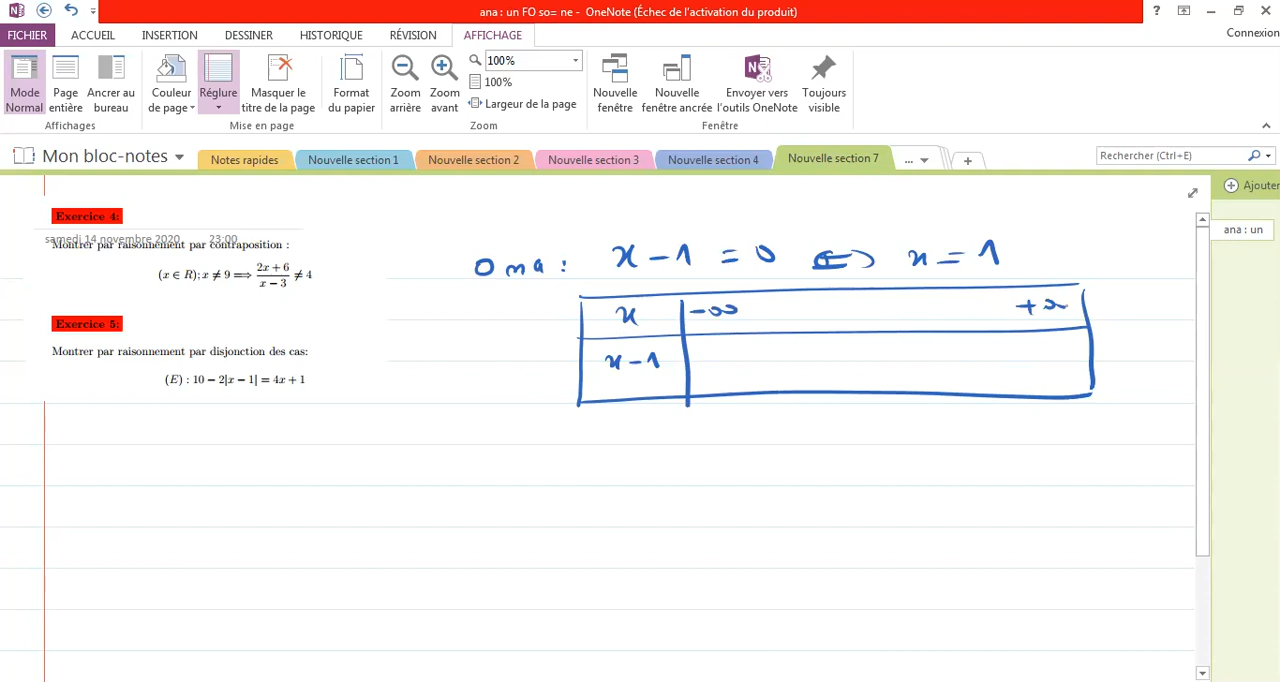 ana : un FO so= ne - OneNote (Échec de l'activation du produit)
?
FICHIER ACCUEIL INSERTION DESSINER HISTORIQUE RÉVISION AFFICHAGE Connexion
Mode Normal
Page entière
Ancrer au bureau
Affichages
Couleur de page
Réglure
Masquer le titre de la page
Format du papier
Mise en page
Zoom arrière
Zoom avant
100%
100%
Largeur de la page
Zoom
Nouvelle fenêtre
Nouvelle fenêtre ancrée
Envoyer vers l'outils OneNote
Toujours visible
Fenêtre
Mon bloc-notes Notes rapides Nouvelle section 1 Nouvelle section 2 Nouvelle section 3 Nouvelle section 4 Nouvelle section 7 ... + Rechercher (Ctrl+E)
Ajouter
ana : un
Exercice 4:
samedi 14 novembre 2020 23:00
Montrer par raisonnement par contraposition :
(x ∈ R); x ≠ 9 ⟹ (2x + 6)/(x − 3) ≠ 4
Exercice 5:
Montrer par raisonnement par disjonction des cas:
(E) : 10 − 2|x − 1| = 4x + 1
On a : x − 1 = 0 ⟺ x = 1
x −∞ +∞
x − 1